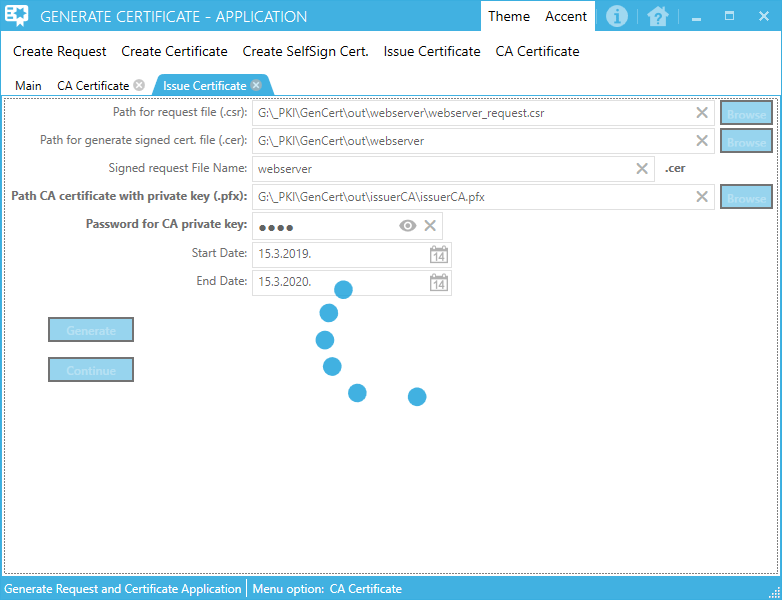 GENERATE CERTIFICATE - APPLICATION Theme Accent
Create Request Create Certificate Create SelfSign Cert. Issue Certificate CA Certificate
Main CA Certificate Issue Certificate
Path for request file (.csr): G:\_PKI\GenCert\out\webserver\webserver_request.csr Browse
Path for generate signed cert. file (.cer): G:\_PKI\GenCert\out\webserver Browse
Signed request File Name: webserver .cer
Path CA certificate with private key (.pfx): G:\_PKI\GenCert\out\issuerCA\issuerCA.pfx Browse
Password for CA private key: ●●●●
Start Date: 15.3.2019. 14
End Date: 15.3.2020. 14
Generate
Continue
Generate Request and Certificate Application Menu option: CA Certificate